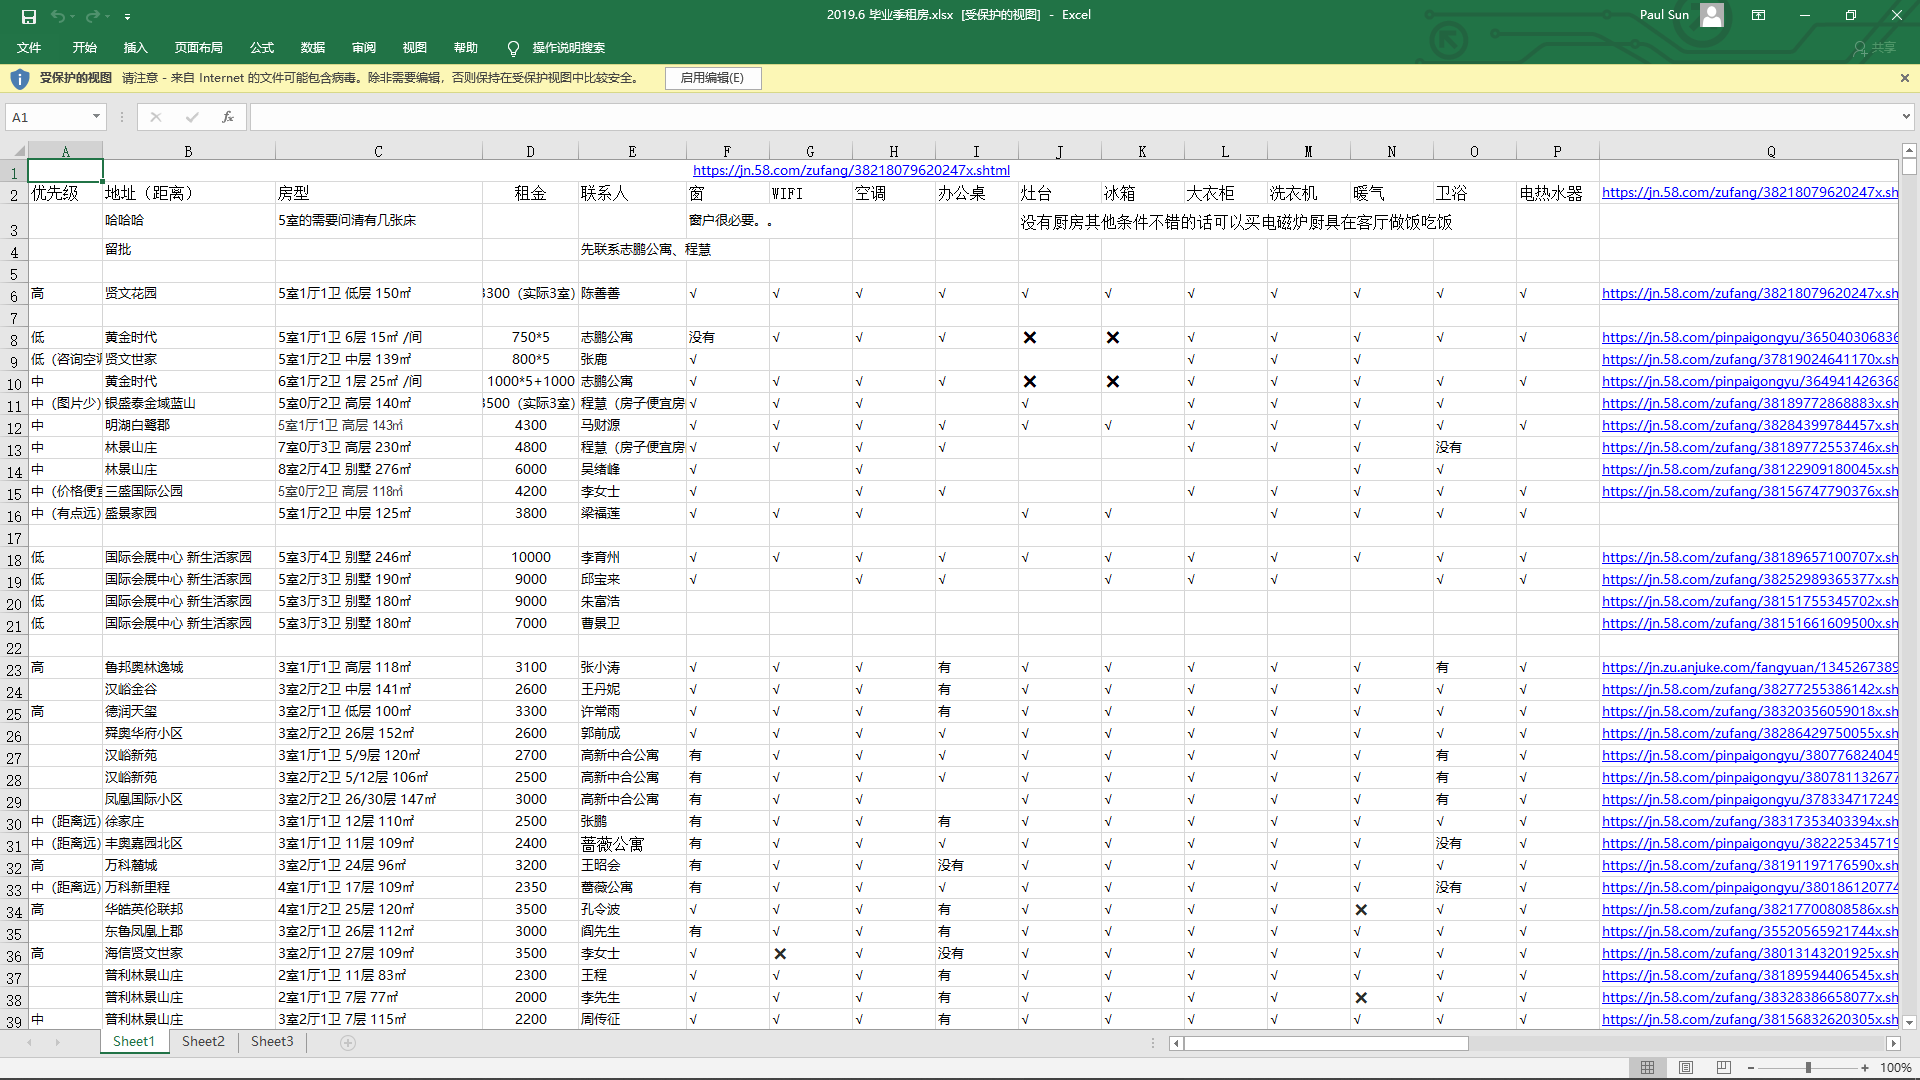 2019.6 毕业季租房.xlsx [受保护的视图] - Excel
Paul Sun
文件 开始 插入 页面布局 公式 数据 审阅 视图 帮助 操作说明搜索 共享
受保护的视图 请注意 - 来自 Internet 的文件可能包含病毒。除非需要编辑，否则保持在受保护视图中比较安全。 启用编辑(E)
A1 fx
A B C D E F G H I J K L M N O P Q
1 https://jn.58.com/zufang/38218079620247x.shtml
2 优先级 地址（距离） 房型 租金 联系人 窗 WIFI 空调 办公桌 灶台 冰箱 大衣柜 洗衣机 暖气 卫浴 电热水器 https://jn.58.com/zufang/38218079620247x.sh
3 哈哈哈 5室的需要问清有几张床 窗户很必要。。 没有厨房其他条件不错的话可以买电磁炉厨具在客厅做饭吃饭
4 留批 先联系志鹏公寓、程慧
5
6 高 贤文花园 5室1厅1卫 低层 150㎡ 3300（实际3室） 陈善善 √ √ √ √ √ √ √ √ √ √ √ https://jn.58.com/zufang/38218079620247x.sh
7
8 低 黄金时代 5室1厅1卫 6层 15㎡ /间 750*5 志鹏公寓 没有 √ √ √ ✕ ✕ √ √ √ √ √ https://jn.58.com/pinpaigongyu/365040306836
9 低（咨询空调 贤文世家 5室1厅2卫 中层 139㎡ 800*5 张鹿 √ √ √ √ https://jn.58.com/zufang/37819024641170x.sh
10 中 黄金时代 6室1厅2卫 1层 25㎡ /间 1000*5+1000 志鹏公寓 √ √ √ √ ✕ ✕ √ √ √ √ √ https://jn.58.com/pinpaigongyu/364941426368
11 中（图片少） 银盛泰金域蓝山 5室0厅2卫 高层 140㎡ 3500（实际3室） 程慧（房子便宜房 √ √ √ √ √ √ √ √ https://jn.58.com/zufang/38189772868883x.sh
12 中 明湖白鹭郡 5室1厅1卫 高层 143㎡ 4300 马财源 √ √ √ √ √ √ √ √ √ √ √ https://jn.58.com/zufang/38284399784457x.sh
13 中 林景山庄 7室0厅3卫 高层 230㎡ 4800 程慧（房子便宜房 √ √ √ √ √ √ √ 没有 https://jn.58.com/zufang/38189772553746x.sh
14 中 林景山庄 8室2厅4卫 别墅 276㎡ 6000 吴绪峰 √ √ √ √ https://jn.58.com/zufang/38122909180045x.sh
15 中（价格便宜 三盛国际公园 5室0厅2卫 高层 118㎡ 4200 李女士 √ √ √ √ √ √ √ √ https://jn.58.com/zufang/38156747790376x.sh
16 中（有点远） 盛景家园 5室1厅2卫 中层 125㎡ 3800 梁福莲 √ √ √ √ √ √ √ √ √
17
18 低 国际会展中心 新生活家园 5室3厅4卫 别墅 246㎡ 10000 李育州 √ √ √ √ √ √ √ √ √ √ √ https://jn.58.com/zufang/38189657100707x.sh
19 低 国际会展中心 新生活家园 5室2厅3卫 别墅 190㎡ 9000 邱宝来 √ √ √ √ √ √ √ √ https://jn.58.com/zufang/38252989365377x.sh
20 低 国际会展中心 新生活家园 5室3厅3卫 别墅 180㎡ 9000 朱富浩 https://jn.58.com/zufang/38151755345702x.sh
21 低 国际会展中心 新生活家园 5室3厅3卫 别墅 180㎡ 7000 曹景卫 https://jn.58.com/zufang/38151661609500x.sh
22
23 高 鲁邦奥林逸城 3室1厅1卫 高层 118㎡ 3100 张小涛 √ √ √ 有 √ √ √ √ √ 有 √ https://jn.zu.anjuke.com/fangyuan/1345267389
24 汉峪金谷 3室2厅2卫 中层 141㎡ 2600 王丹妮 √ √ √ 有 √ √ √ √ √ √ √ https://jn.58.com/zufang/38277255386142x.sh
25 高 德润天玺 3室2厅1卫 低层 100㎡ 3300 许常雨 √ √ √ 有 √ √ √ √ √ √ √ https://jn.58.com/zufang/38320356059018x.sh
26 舜奥华府小区 3室2厅2卫 26层 152㎡ 2600 郭前成 √ √ √ √ √ √ √ √ √ √ √ https://jn.58.com/zufang/38286429750055x.sh
27 汉峪新苑 3室1厅1卫 5/9层 120㎡ 2700 高新中合公寓 有 √ √ √ √ √ √ √ √ 有 √ https://jn.58.com/pinpaigongyu/380776824045
28 汉峪新苑 3室2厅2卫 5/12层 106㎡ 2500 高新中合公寓 有 √ √ √ √ √ √ √ √ 有 √ https://jn.58.com/pinpaigongyu/380781132677
29 凤凰国际小区 3室2厅2卫 26/30层 147㎡ 3000 高新中合公寓 有 √ √ √ √ √ √ √ 有 √ https://jn.58.com/pinpaigongyu/378334717249
30 中（距离远） 徐家庄 3室1厅1卫 12层 110㎡ 2500 张鹏 有 √ √ 有 √ √ √ √ √ √ √ https://jn.58.com/zufang/38317353403394x.sh
31 中（距离远） 丰奥嘉园北区 3室1厅1卫 11层 109㎡ 2400 蔷薇公寓 有 √ √ √ √ √ √ √ √ 没有 √ https://jn.58.com/pinpaigongyu/382225345719
32 高 万科麓城 3室2厅1卫 24层 96㎡ 3200 王昭会 有 √ √ 没有 √ √ √ √ √ √ √ https://jn.58.com/zufang/38191197176590x.sh
33 中（距离远） 万科新里程 4室1厅1卫 17层 109㎡ 2350 蔷薇公寓 有 √ √ √ √ √ √ √ √ 没有 √ https://jn.58.com/pinpaigongyu/380186120774
34 高 华皓英伦联邦 4室1厅2卫 25层 120㎡ 3500 孔令波 √ √ √ 有 √ √ √ √ ✕ √ √ https://jn.58.com/zufang/38217700808586x.sh
35 东鲁凤凰上郡 3室2厅1卫 26层 112㎡ 3000 阎先生 有 √ √ 有 √ √ √ √ √ √ √ https://jn.58.com/zufang/35520565921744x.sh
36 高 海信贤文世家 3室2厅1卫 27层 109㎡ 3500 李女士 √ ✕ √ 没有 √ √ √ √ √ √ √ https://jn.58.com/zufang/38013143201925x.sh
37 普利林景山庄 2室1厅1卫 11层 83㎡ 2300 王程 √ √ √ 有 √ √ √ √ √ √ √ https://jn.58.com/zufang/38189594406545x.sh
38 普利林景山庄 2室1厅1卫 7层 77㎡ 2000 李先生 √ √ √ 有 √ √ √ √ ✕ √ √ https://jn.58.com/zufang/38328386658077x.sh
39 中 普利林景山庄 3室2厅1卫 7层 115㎡ 2200 周传征 √ √ √ 有 √ √ √ √ √ √ √ https://jn.58.com/zufang/38156832620305x.sh
Sheet1 Sheet2 Sheet3
100%